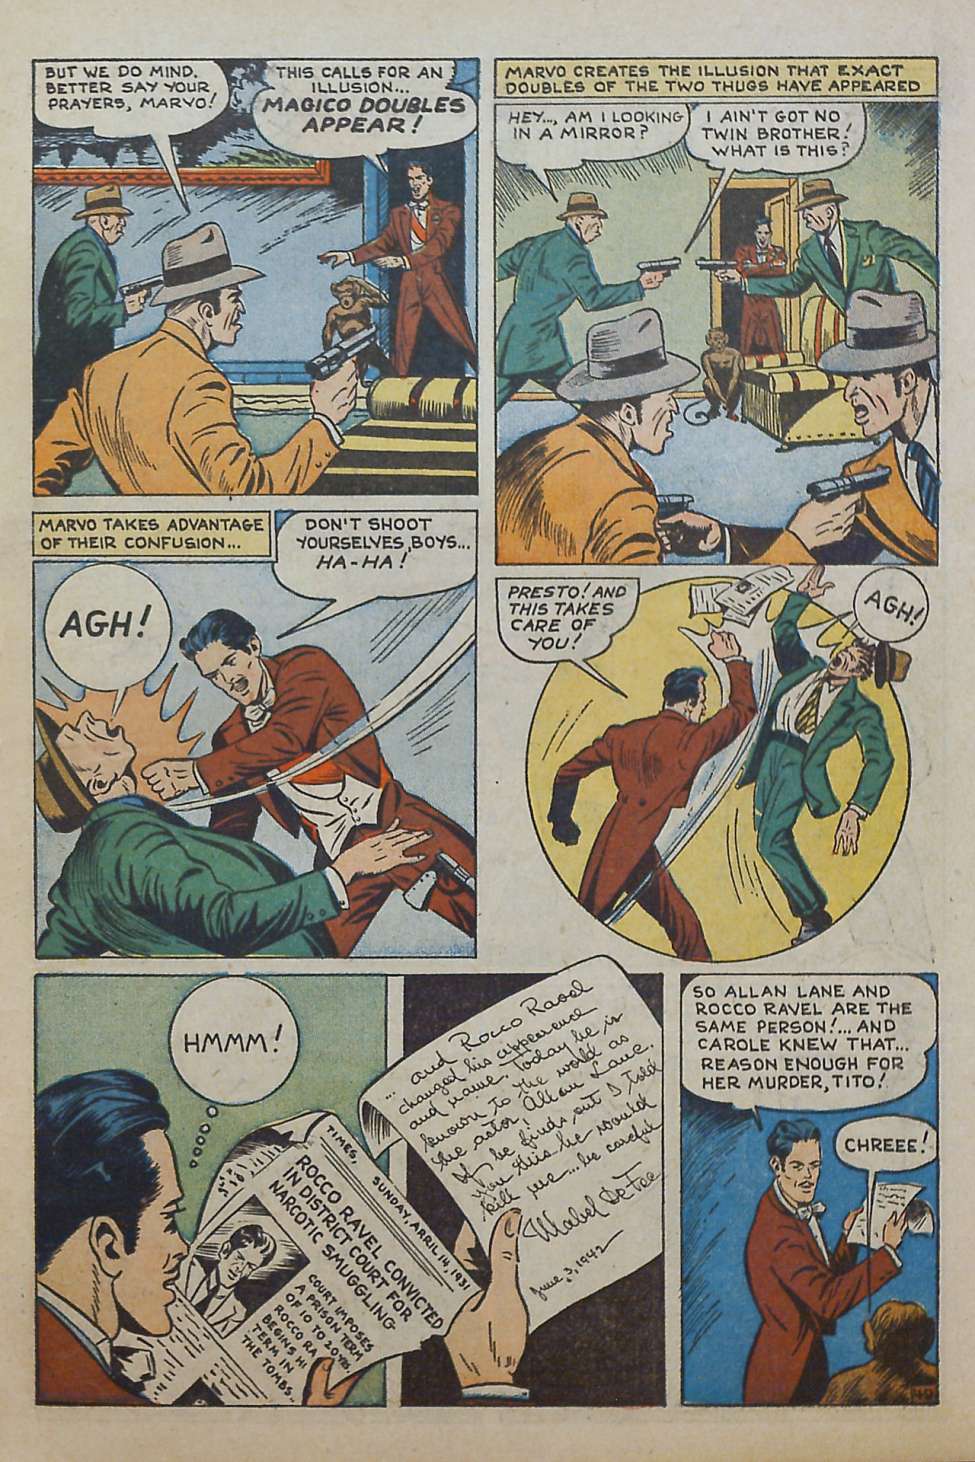 BUT WE DO MIND.
BETTER SAY YOUR
PRAYERS, MARVO!
THIS CALLS FOR AN
ILLUSION...
MAGICO DOUBLES
APPEAR!
MARVO CREATES THE ILLUSION THAT EXACT
DOUBLES OF THE TWO THUGS HAVE APPEARED
HEY..., AM I LOOKING
IN A MIRROR?
I AIN'T GOT NO
TWIN BROTHER!
WHAT IS THIS?
MARVO TAKES ADVANTAGE
OF THEIR CONFUSION...
AGH!
DON'T SHOOT
YOURSELVES, BOYS...
HA-HA!
PRESTO! AND
THIS TAKES
CARE OF
YOU!
AGH!
HMMM!
TIMES,
SUNDAY, APRIL 14, 1931
ROCCO RAVEL CONVICTED
IN DISTRICT COURT FOR
NARCOTIC SMUGGLING
COURT IMPOSES
A PRISON TERM
OF 10 TO 20 YRS.
ROCCO RA
BEGINS HI
TERM IN
THE TOMBS..
and Rocco Ravel
... changed his appearence
and name. Today he is
known to the world as
the actor! Allan Lane.
If he finds out I told
you this he would
kill me... be careful
Mabel DeFee
June, 3, 1942
SO ALLAN LANE AND
ROCCO RAVEL ARE THE
SAME PERSON!... AND
CAROLE KNEW THAT...
REASON ENOUGH FOR
HER MURDER, TITO!
CHREEE!